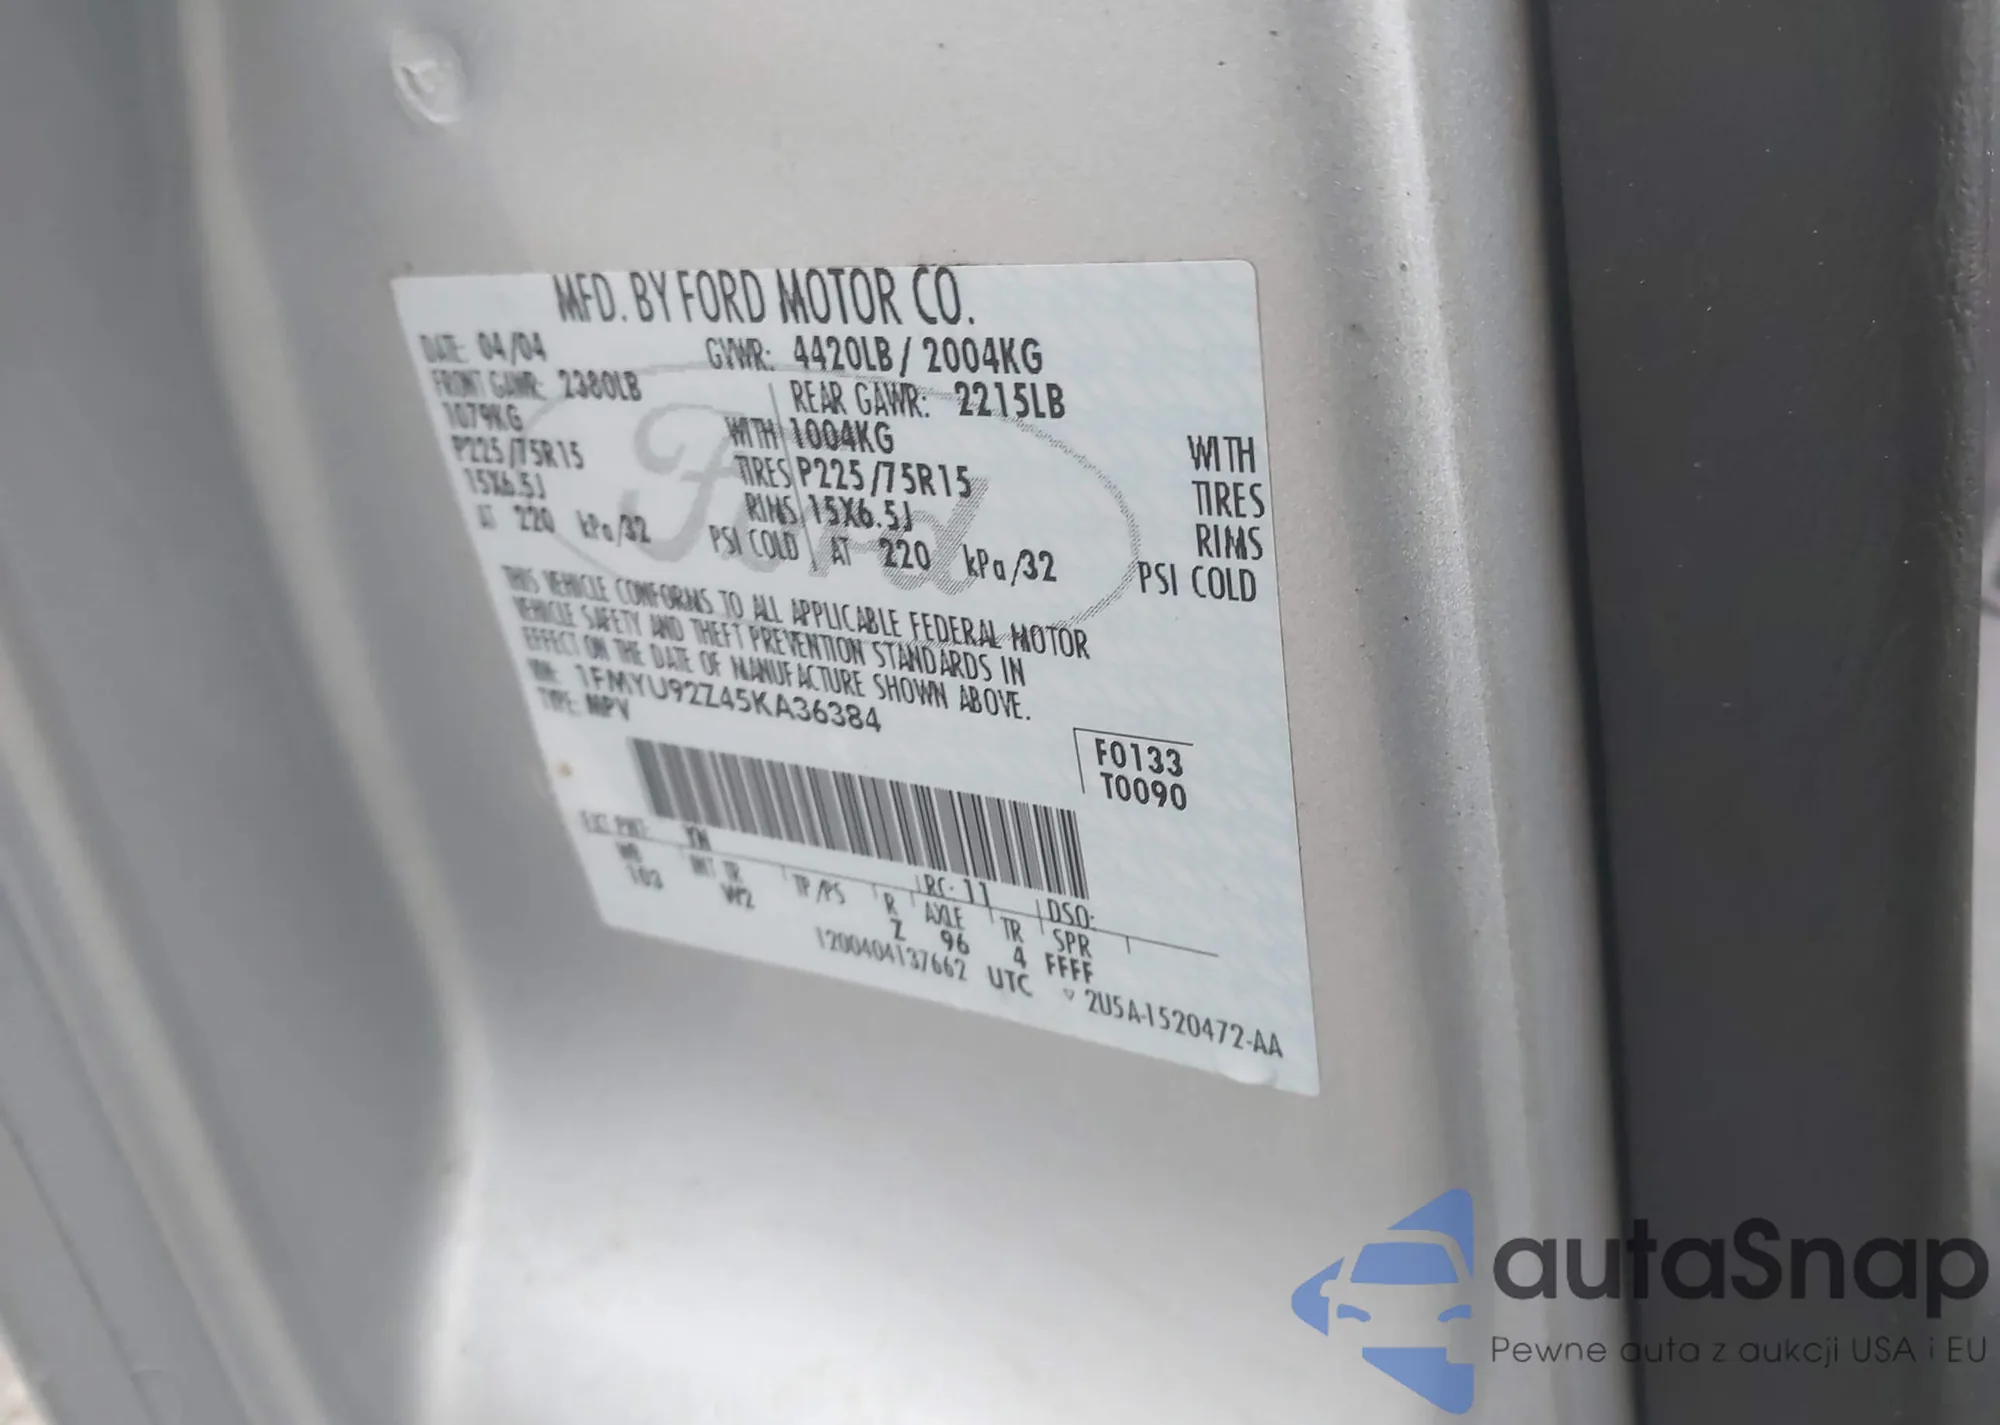 MFD. BY FORD MOTOR CO.
DATE: 04/04 GVWR: 4420LB / 2004KG
FRONT GAWR: 2380LB REAR GAWR: 2215LB
1079KG WITH 1004KG WITH
P225/75R15 TIRES P225/75R15 TIRES
15X6.5J RIMS 15X6.5J RIMS
AT 220 kPa/32 PSI COLD AT 220 kPa/32 PSI COLD
Ford
THIS VEHICLE CONFORMS TO ALL APPLICABLE FEDERAL MOTOR
VEHICLE SAFETY AND THEFT PREVENTION STANDARDS IN
EFFECT ON THE DATE OF MANUFACTURE SHOWN ABOVE.
VIN: 1FMYU92Z45KA36384
TYPE: MPV
F0133
T0090
EXT PNT: YN RC: 11 DSO:
WB INT TR TP/PS R AXLE TR SPR
103 W2 Z 96 4 FFFF
1200404137662 UTC 2U5A-1520472-AA
autaSnap
Pewne auta z aukcji USA i EU